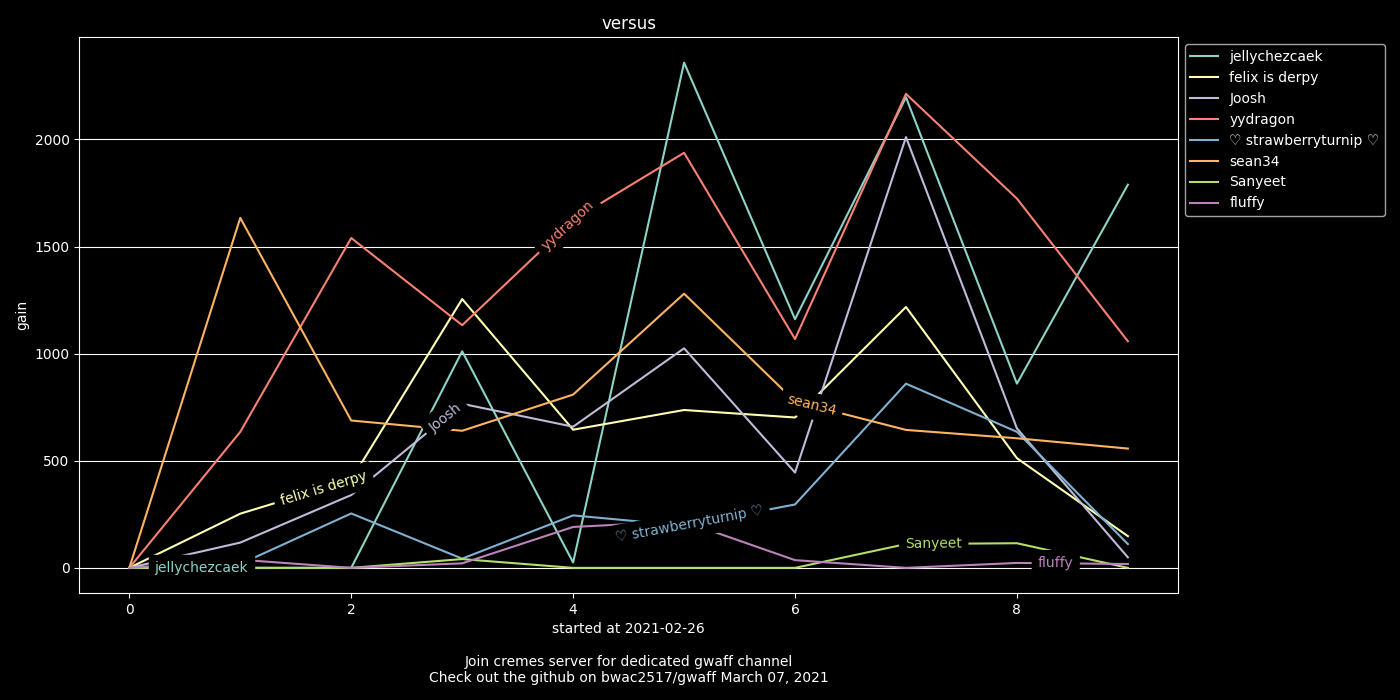 versus
jellychezcaek
felix is derpy
Joosh
yydragon
♡ strawberryturnip ♡
sean34
Sanyeet
fluffy
gain
2000
1500
1000
500
0
yydragon
Joosh
sean34
felix is derpy
♡ strawberryturnip ♡
Sanyeet
jellychezcaek
fluffy
0 2 4 6 8
started at 2021-02-26
Join cremes server for dedicated gwaff channel
Check out the github on bwac2517/gwaff March 07, 2021